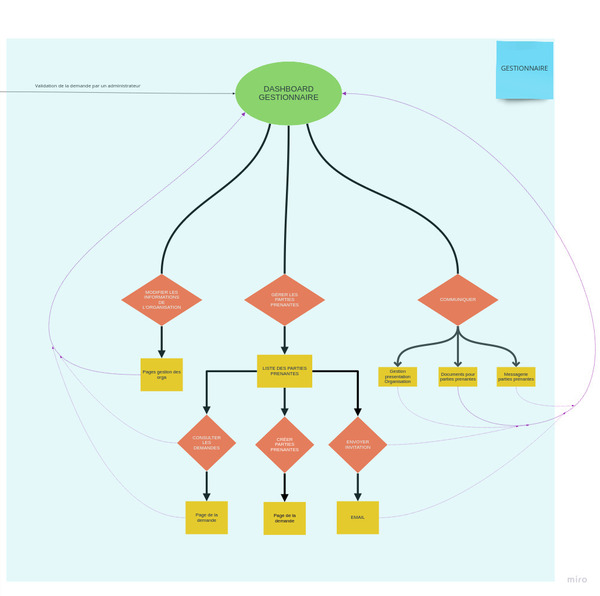 GESTIONNAIRE
Validation de la demande par un administrateur
DASHBOARD
GESTIONNAIRE
MODIFIER LES
INFORMATIONS
DE
L'ORGANISATION
GÉRER LES
PARTIES
PRENANTES
COMMUNIQUER
Pages gestion des
orga
LISTE DES PARTIES
PRENANTES
Gestion
présentation
Organisation
Documents pour
parties prenantes
Messagerie
parties prenantes
CONSULTER
LES
DEMANDES
CRÉER
PARTIES
PRENANTES
ENVOYER
INVITATION
Page de la
demande
Page de la
demande
EMAIL
miro